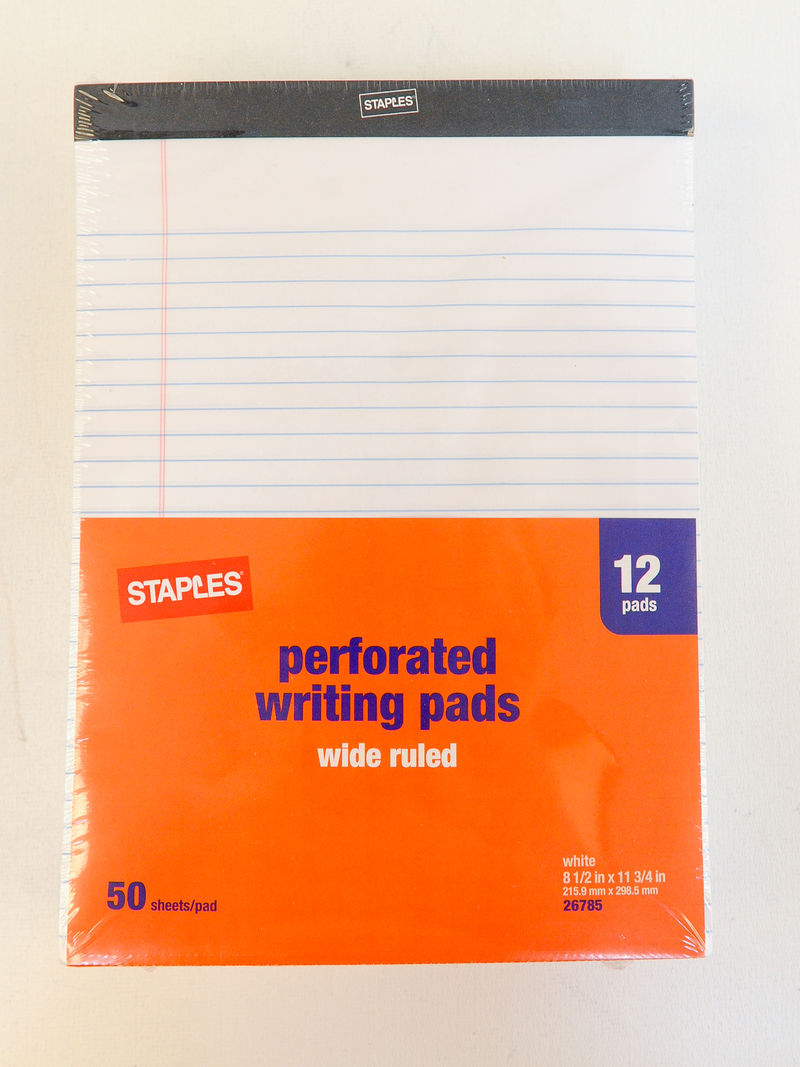 STAPLES
STAPLES®
12
pads
perforated
writing pads
wide ruled
white
8 1/2 in x 11 3/4 in
215.9 mm x 298.5 mm
26785
50 sheets/pad